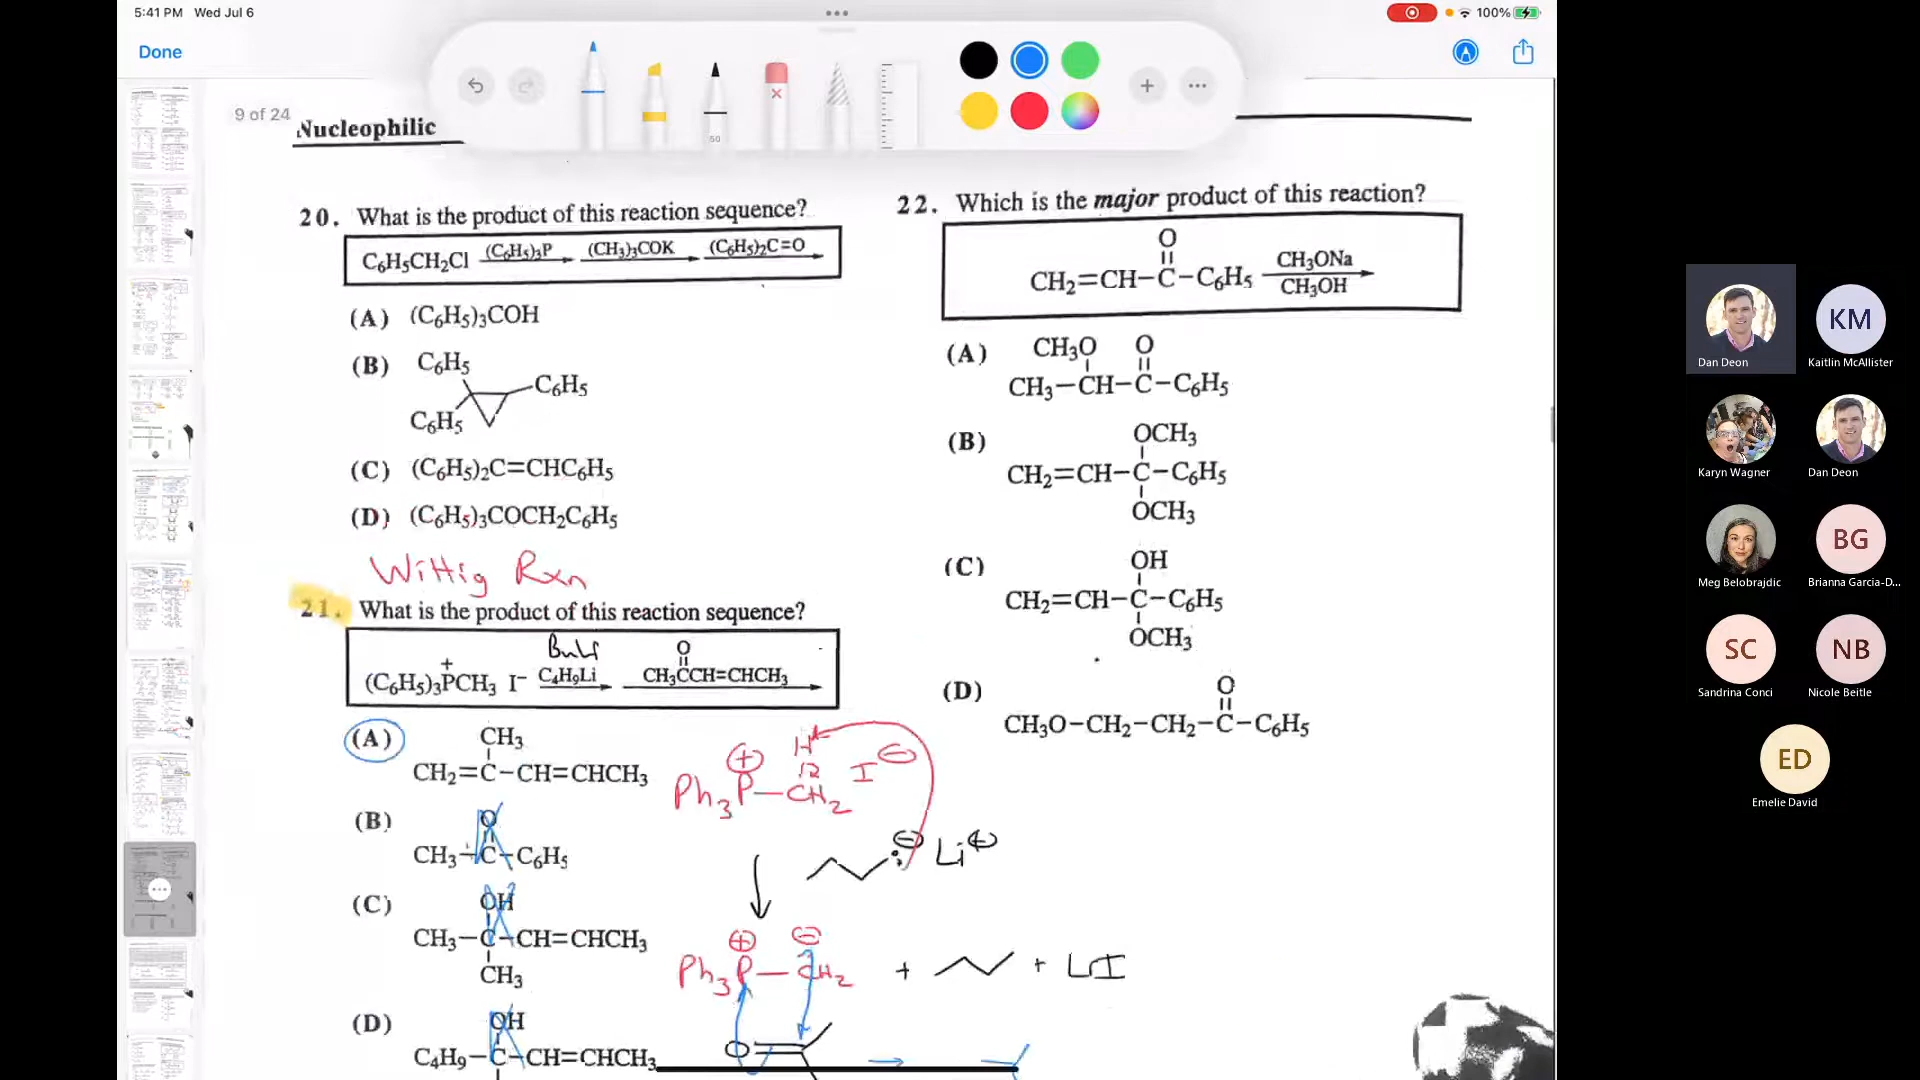 5:41 PM Wed Jul 6
100%
Done
9 of 24
50
Nucleophilic
20. What is the product of this reaction sequence?
C₆H₅CH₂Cl (C₆H₅)₃P (CH₃)₃COK (C₆H₅)₂C=O
(A) (C₆H₅)₃COH
(B) C₆H₅
C₆H₅
C₆H₅
(C) (C₆H₅)₂C=CHC₆H₅
(D) (C₆H₅)₃COCH₂C₆H₅
Wittig Rxn
21. What is the product of this reaction sequence?
BuLi
O
(C₆H₅)₃P⁺CH₃ I⁻ C₄H₉Li CH₃CCH=CHCH₃
(A) CH₃
CH₂=C-CH=CHCH₃
(B) O
CH₃-C-C₆H₅
(C) OH
CH₃-C-CH=CHCH₃
CH₃
(D) OH
C₄H₉-C-CH=CHCH₃
⊕ H I ⊖
Ph₃P-CH₂
⊖ Li ⊕
⊕ ⊖
Ph₃P-CH₂ + + LiI
O
22. Which is the major product of this reaction?
O
CH₂=CH-C-C₆H₅ CH₃ONa
CH₃OH
(A) CH₃O O
CH₃-CH-C-C₆H₅
(B) OCH₃
CH₂=CH-C-C₆H₅
OCH₃
(C) OH
CH₂=CH-C-C₆H₅
OCH₃
(D) O
CH₃O-CH₂-CH₂-C-C₆H₅
Dan Deon
KM
Kaitlin McAllister
Karyn Wagner
Dan Deon
Meg Belobrajdic
BG
Brianna Garcia-D...
SC
Sandrina Conci
NB
Nicole Beitle
ED
Emelie David